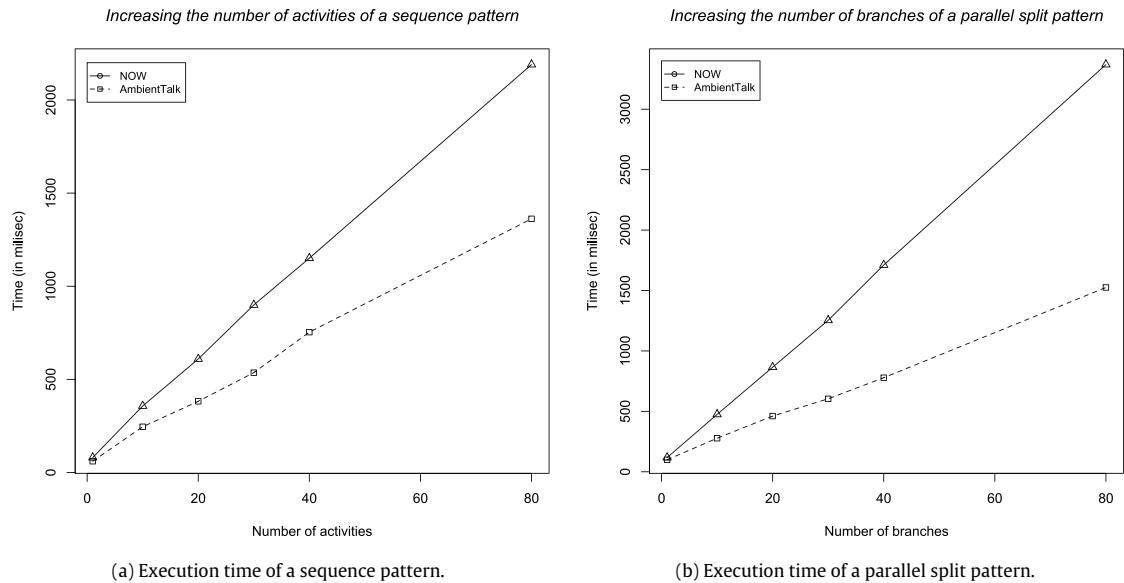 Increasing the number of activities of a sequence pattern
NOW
AmbientTalk
2000
1500
1000
500
0
Time (in milisec)
0 20 40 60 80
Number of activities
(a) Execution time of a sequence pattern.
Increasing the number of branches of a parallel split pattern
NOW
AmbientTalk
3000
2500
2000
1500
1000
500
0
Time (in milisec)
0 20 40 60 80
Number of branches
(b) Execution time of a parallel split pattern.